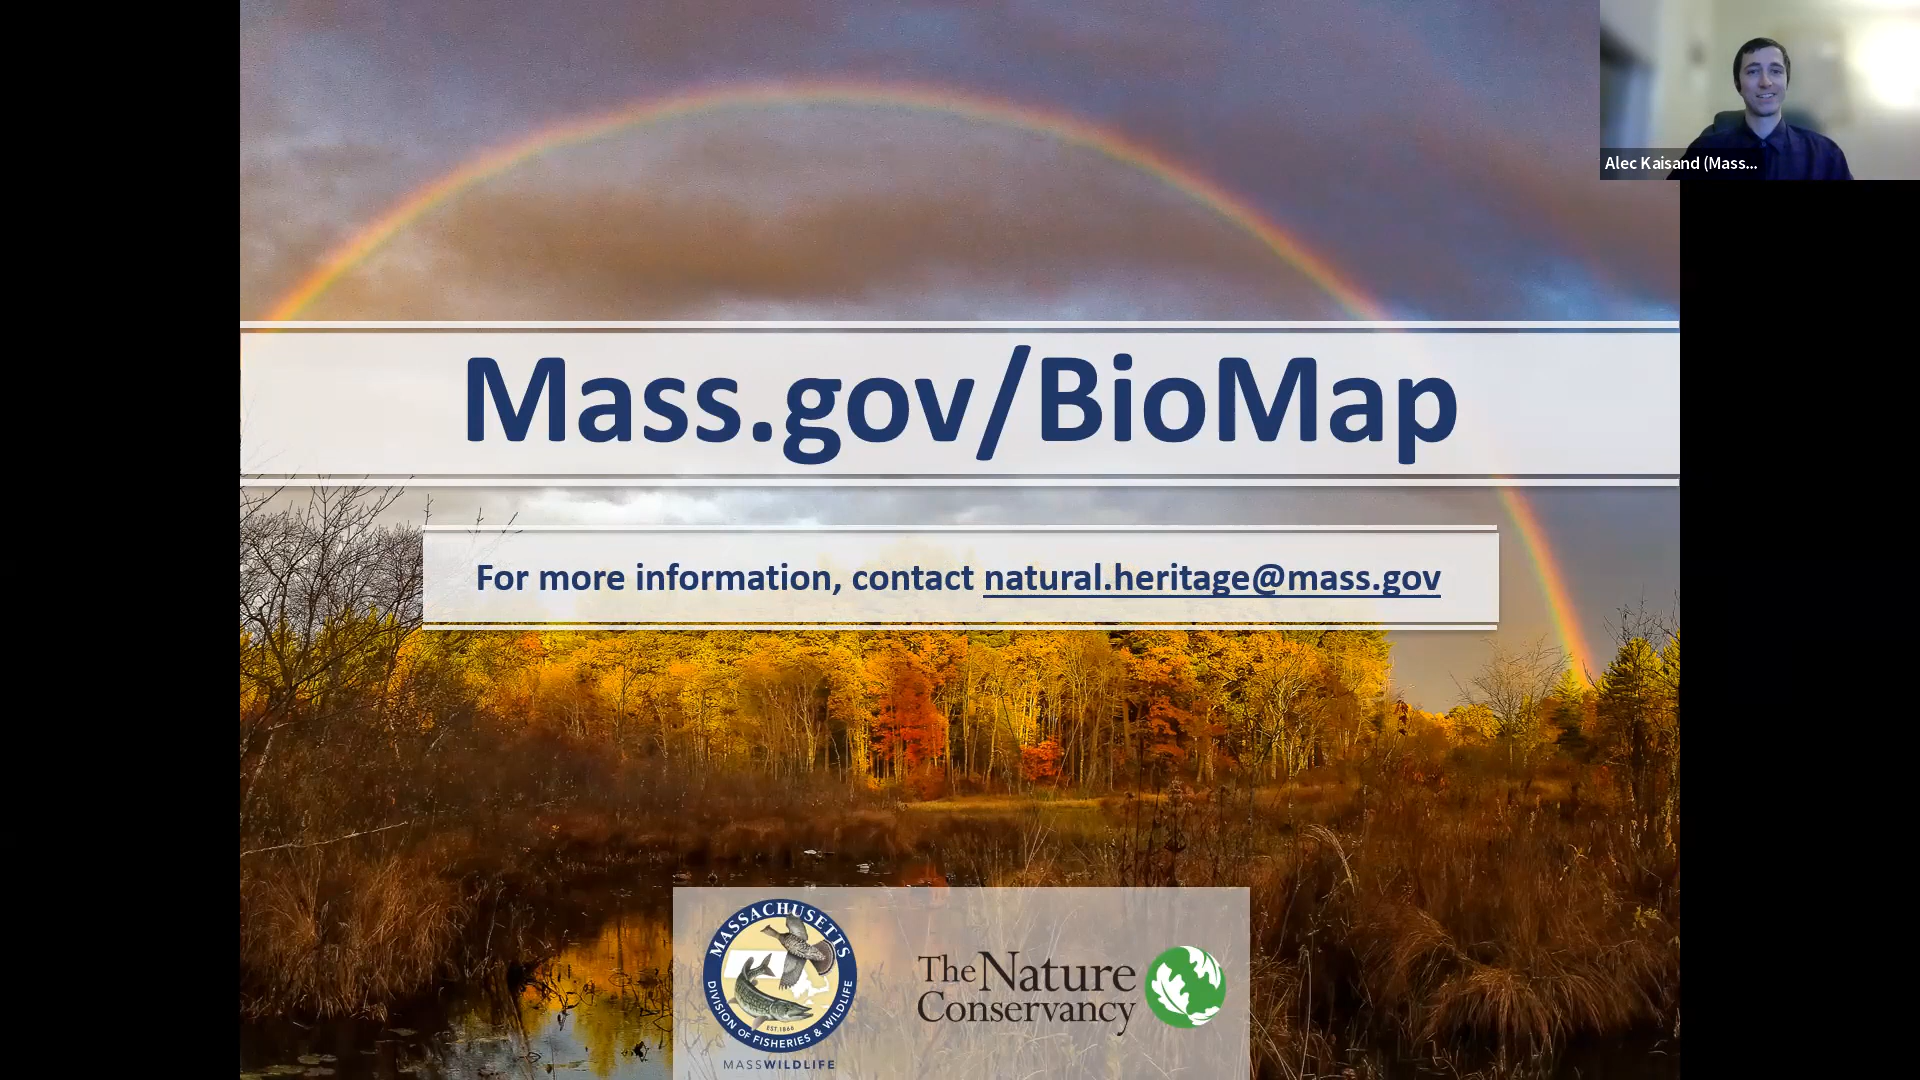 Alec Kaisand (Mass...
Mass.gov/BioMap
For more information, contact natural.heritage@mass.gov
MASSACHUSETTS
DIVISION OF FISHERIES & WILDLIFE
EST.1866
MASSWILDLIFE
The Nature
Conservancy